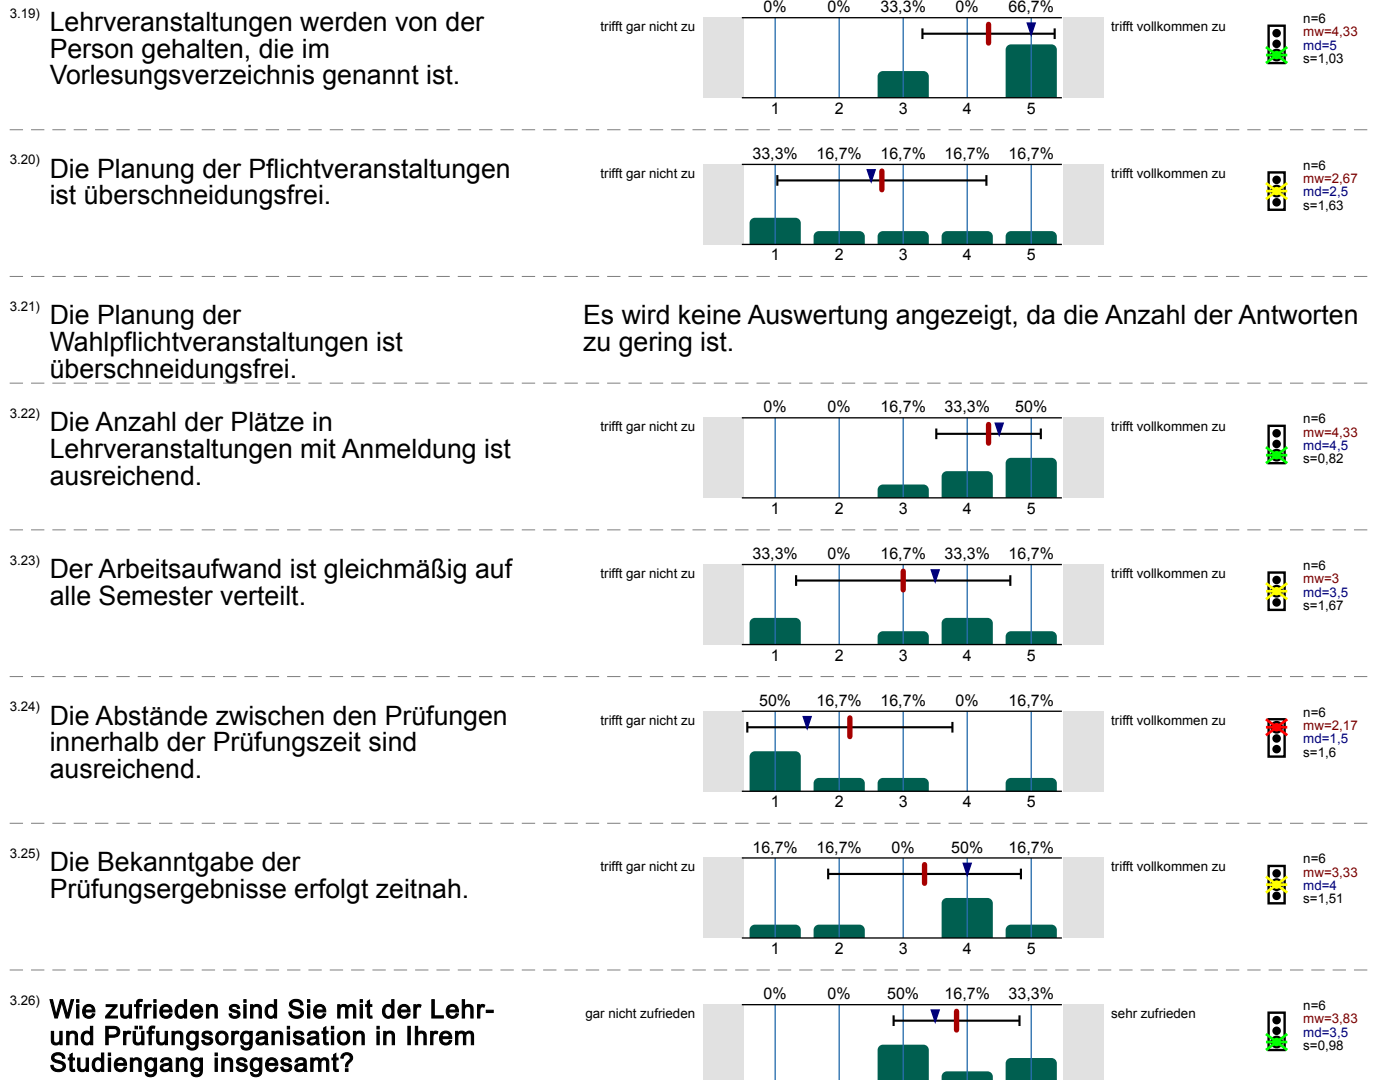 3.19) Lehrveranstaltungen werden von der
Person gehalten, die im
Vorlesungsverzeichnis genannt ist.
trifft gar nicht zu
0% 0% 33,3% 0% 66,7%
1 2 3 4 5
trifft vollkommen zu
n=6
mw=4,33
md=5
s=1,03
3.20) Die Planung der Pflichtveranstaltungen
ist überschneidungsfrei.
trifft gar nicht zu
33,3% 16,7% 16,7% 16,7% 16,7%
1 2 3 4 5
trifft vollkommen zu
n=6
mw=2,67
md=2,5
s=1,63
3.21) Die Planung der
Wahlpflichtveranstaltungen ist
überschneidungsfrei.
Es wird keine Auswertung angezeigt, da die Anzahl der Antworten
zu gering ist.
3.22) Die Anzahl der Plätze in
Lehrveranstaltungen mit Anmeldung ist
ausreichend.
trifft gar nicht zu
0% 0% 16,7% 33,3% 50%
1 2 3 4 5
trifft vollkommen zu
n=6
mw=4,33
md=4,5
s=0,82
3.23) Der Arbeitsaufwand ist gleichmäßig auf
alle Semester verteilt.
trifft gar nicht zu
33,3% 0% 16,7% 33,3% 16,7%
1 2 3 4 5
trifft vollkommen zu
n=6
mw=3
md=3,5
s=1,67
3.24) Die Abstände zwischen den Prüfungen
innerhalb der Prüfungszeit sind
ausreichend.
trifft gar nicht zu
50% 16,7% 16,7% 0% 16,7%
1 2 3 4 5
trifft vollkommen zu
n=6
mw=2,17
md=1,5
s=1,6
3.25) Die Bekanntgabe der
Prüfungsergebnisse erfolgt zeitnah.
trifft gar nicht zu
16,7% 16,7% 0% 50% 16,7%
1 2 3 4 5
trifft vollkommen zu
n=6
mw=3,33
md=4
s=1,51
3.26) Wie zufrieden sind Sie mit der Lehr-
und Prüfungsorganisation in Ihrem
Studiengang insgesamt?
gar nicht zufrieden
0% 0% 50% 16,7% 33,3%
sehr zufrieden
n=6
mw=3,83
md=3,5
s=0,98